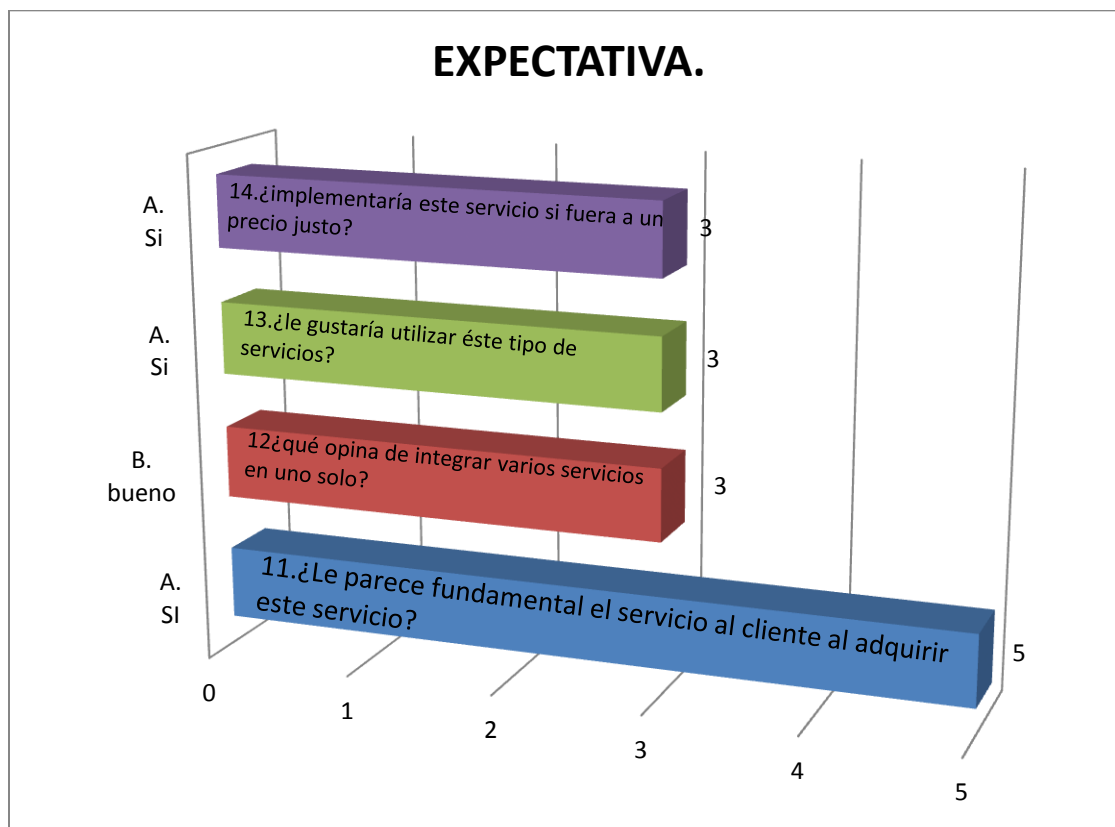 EXPECTATIVA.
A.
Si
14.¿implementaría este servicio si fuera a un
precio justo?
3
A.
Si
13.¿le gustaría utilizar éste tipo de
servicios?
3
B.
bueno
12¿qué opina de integrar varios servicios
en uno solo?
3
A.
SI
11.¿Le parece fundamental el servicio al cliente al adquirir
este servicio?
5
0
1
2
3
4
5